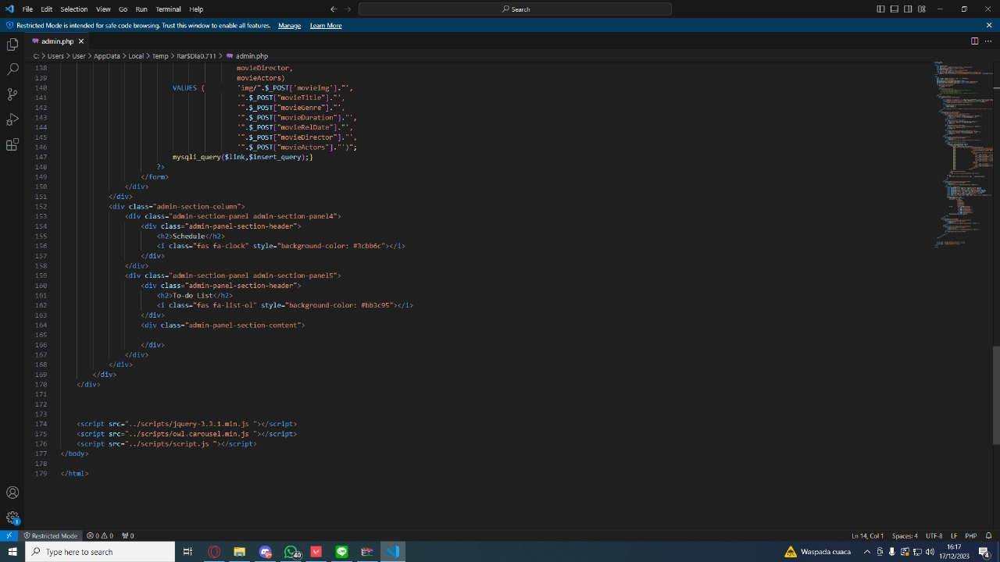 File Edit Selection View Go Run Terminal Help
Search
Restricted Mode is intended for safe code browsing. Trust this window to enable all features. Manage Learn More
admin.php
C: > Users > User > AppData > Local > Temp > Rar$DIa0.711 > admin.php
138 movieDirector,
139 movieActors)
140 VALUES ( 'img/".$_POST['movieImg']."',
141 '".$_POST["movieTitle"]."',
142 '".$_POST["movieGenre"]."',
143 '".$_POST["movieDuration"]."',
144 '".$_POST["movieRelDate"]."',
145 '".$_POST["movieDirector"]."',
146 '".$_POST["movieActors"]."')";
147 mysqli_query($link,$insert_query);}
148 ?>
149 </form>
150 </div>
151 </div>
152 <div class="admin-section-column">
153 <div class="admin-section-panel admin-section-panel4">
154 <div class="admin-panel-section-header">
155 <h2>Schedule</h2>
156 <i class="fas fa-clock" style="background-color: #3cbb6c"></i>
157 </div>
158 </div>
159 <div class="admin-section-panel admin-section-panel5">
160 <div class="admin-panel-section-header">
161 <h2>To-do List</h2>
162 <i class="fas fa-list-ol" style="background-color: #bb3c95"></i>
163 </div>
164 <div class="admin-panel-section-content">
165
166 </div>
167 </div>
168 </div>
169 </div>
170 </div>
171
172
173
174 <script src="../scripts/jquery-3.3.1.min.js "></script>
175 <script src="../scripts/owl.carousel.min.js "></script>
176 <script src="../scripts/script.js "></script>
177 </body>
178
179 </html>
Restricted Mode 0 0 0 Ln 14, Col 1 Spaces: 4 UTF-8 LF PHP
Type here to search 40 Waspada cuaca 16:17
17/12/2023 4